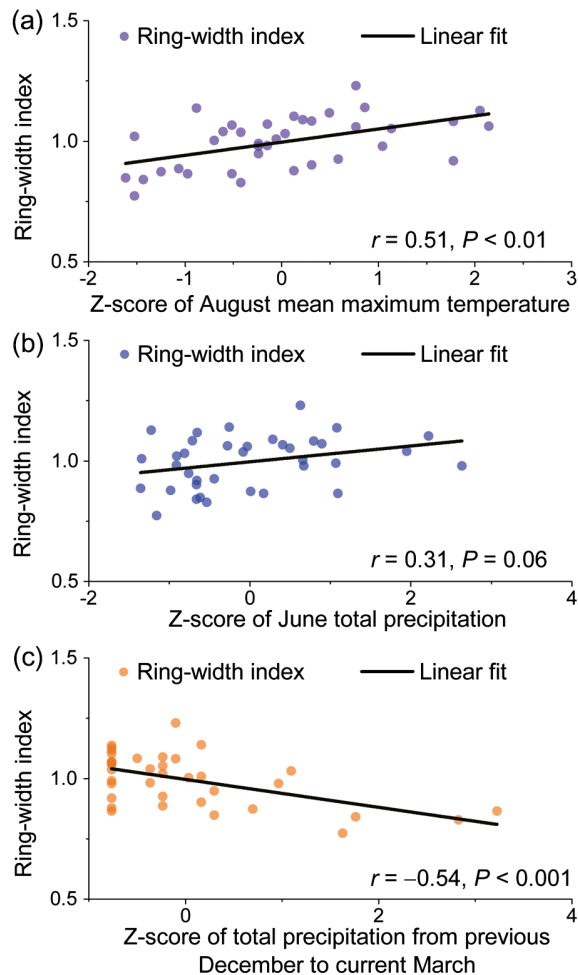 (a)
1.5
Ring-width index
Linear fit
Ring-width index
1.0
r = 0.51, P < 0.01
0.5
-2 -1 0 1 2 3
Z-score of August mean maximum temperature
(b)
1.5
Ring-width index
Linear fit
Ring-width index
1.0
r = 0.31, P = 0.06
0.5
-2 0 2 4
Z-score of June total precipitation
(c)
1.5
Ring-width index
Linear fit
Ring-width index
1.0
r = −0.54, P < 0.001
0.5
0 2 4
Z-score of total precipitation from previous
December to current March